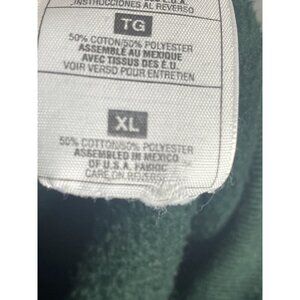 INSTRUCCIONES AL REVERSO
TG
50% COTON/50% POLYESTER
ASSEMBLÉ AU MEXIQUE
AVEC TISSUS DES É.U.
VOIR VERSO POUR ENTRETIEN
XL
50% COTTON/50% POLYESTER
ASSEMBLED IN MEXICO
OF U.S.A. FABRIC
CARE ON REVERSE